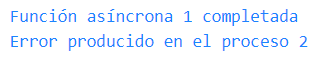 Función asíncrona 1 completada
Error producido en el proceso 2